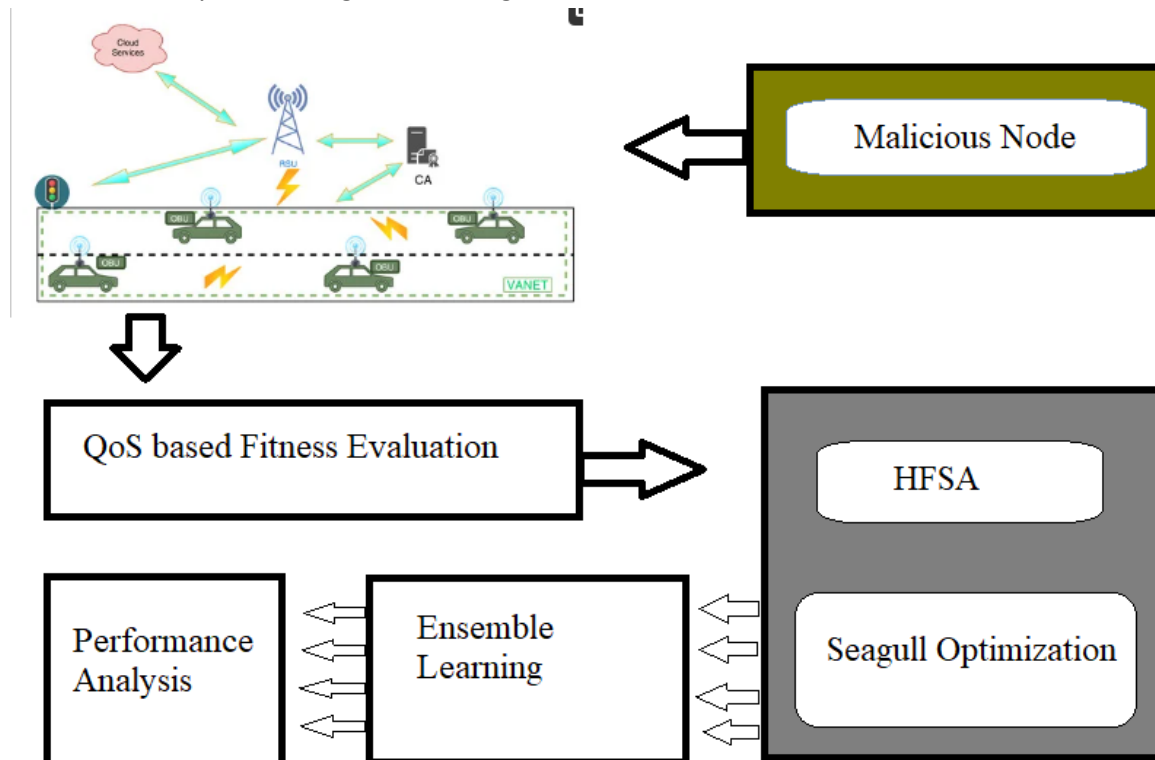 Cloud
Services
Malicious Node
RSU
CA
OBU
OBU
OBU
OBU
VANET
QoS based Fitness Evaluation
HFSA
Performance
Analysis
Ensemble
Learning
Seagull Optimization